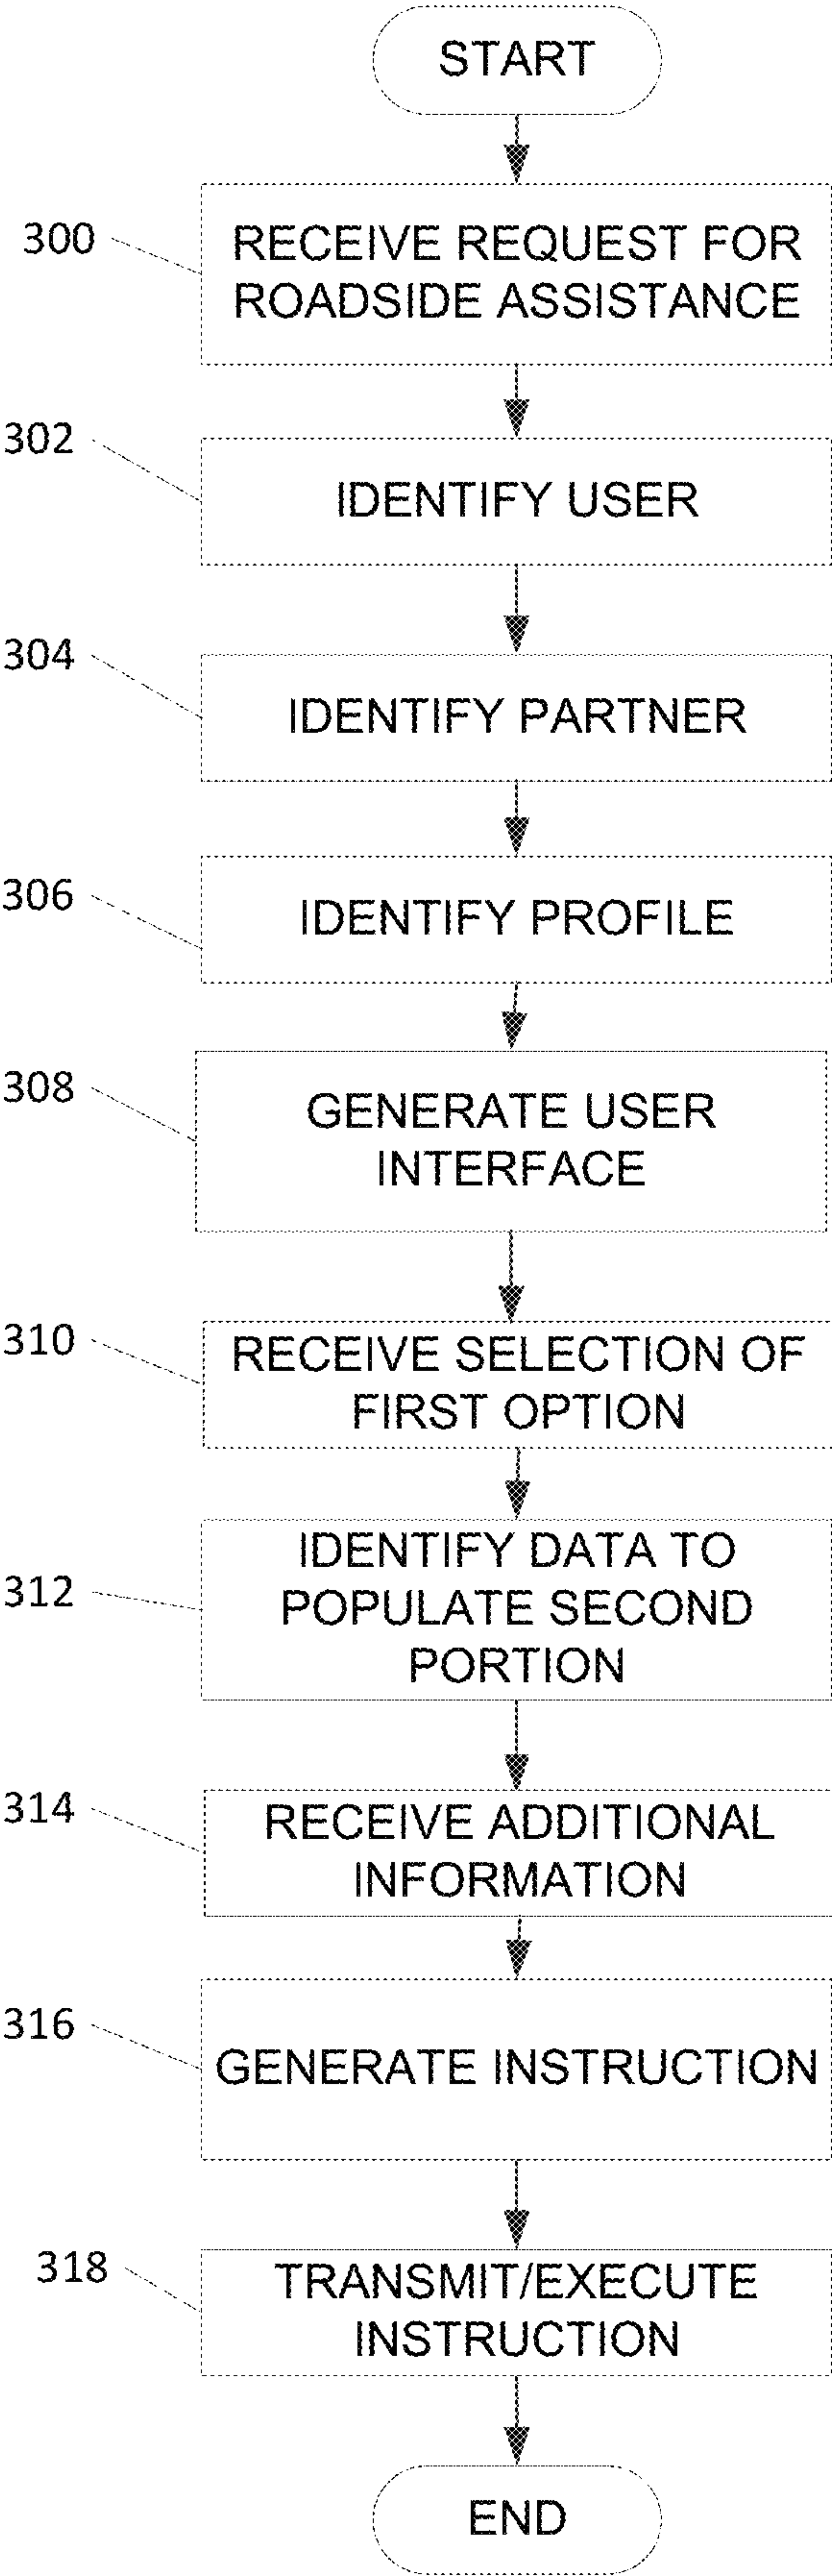 START
300
RECEIVE REQUEST FOR
ROADSIDE ASSISTANCE
302
IDENTIFY USER
304
IDENTIFY PARTNER
306
IDENTIFY PROFILE
308
GENERATE USER
INTERFACE
310
RECEIVE SELECTION OF
FIRST OPTION
312
IDENTIFY DATA TO
POPULATE SECOND
PORTION
314
RECEIVE ADDITIONAL
INFORMATION
316
GENERATE INSTRUCTION
318
TRANSMIT/EXECUTE
INSTRUCTION
END